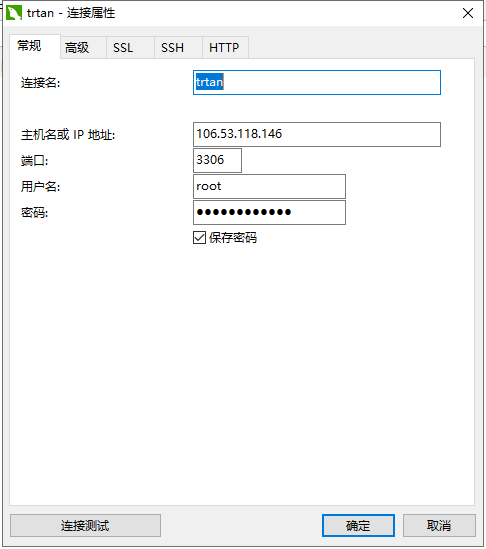 trtan - 连接属性
常规 高级 SSL SSH HTTP
连接名: trtan
主机名或 IP 地址: 106.53.118.146
端口: 3306
用户名: root
密码: ●●●●●●●●●●●●
保存密码
连接测试 确定 取消